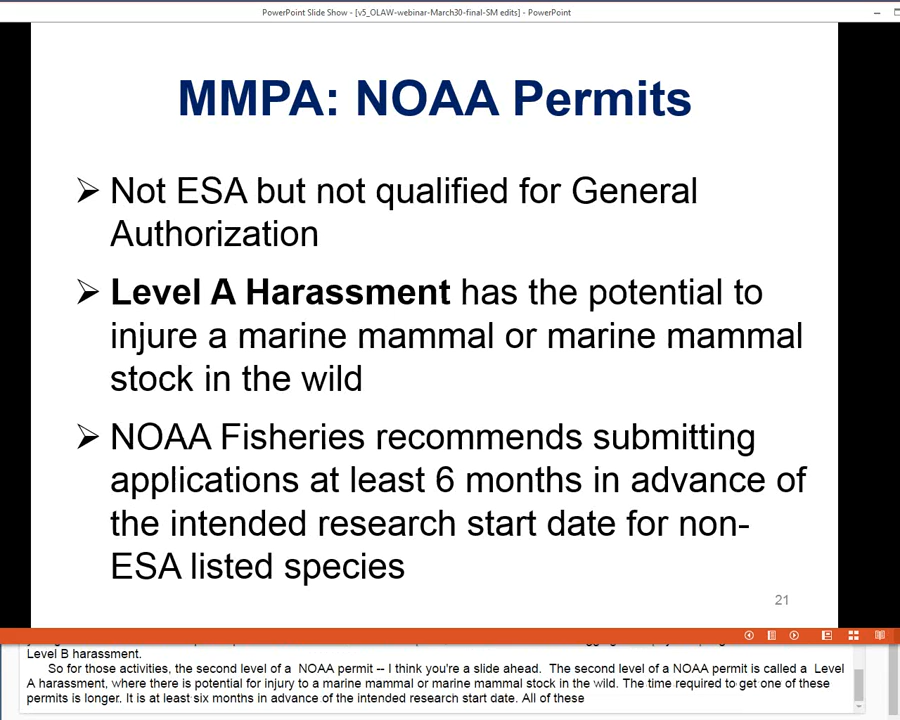 PowerPoint Slide Show - [v5_OLAW-webinar-March30-final-SM edits] - PowerPoint
MMPA: NOAA Permits
Not ESA but not qualified for General
Authorization
Level A Harassment has the potential to
injure a marine mammal or marine mammal
stock in the wild
NOAA Fisheries recommends submitting
applications at least 6 months in advance of
the intended research start date for non-
ESA listed species
21
Level B harassment.
So for those activities, the second level of a NOAA permit -- I think you're a slide ahead. The second level of a NOAA permit is called a Level
A harassment, where there is potential for injury to a marine mammal or marine mammal stock in the wild. The time required to get one of these
permits is longer. It is at least six months in advance of the intended research start date. All of these